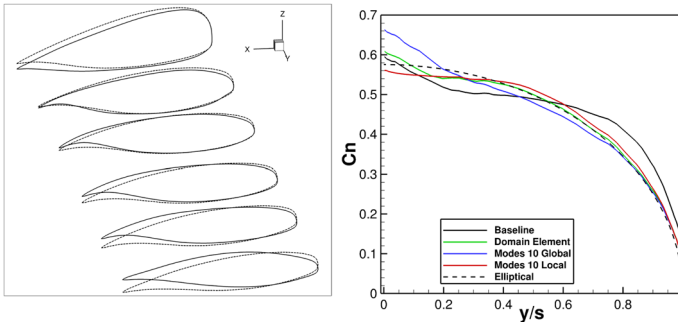 Z
X
Y
0.7
0.6
0.5
0.4
0.3
0.2
0.1
0
Cn
Baseline
Domain Element
Modes 10 Global
Modes 10 Local
Elliptical
0 0.2 0.4 0.6 0.8
y/s